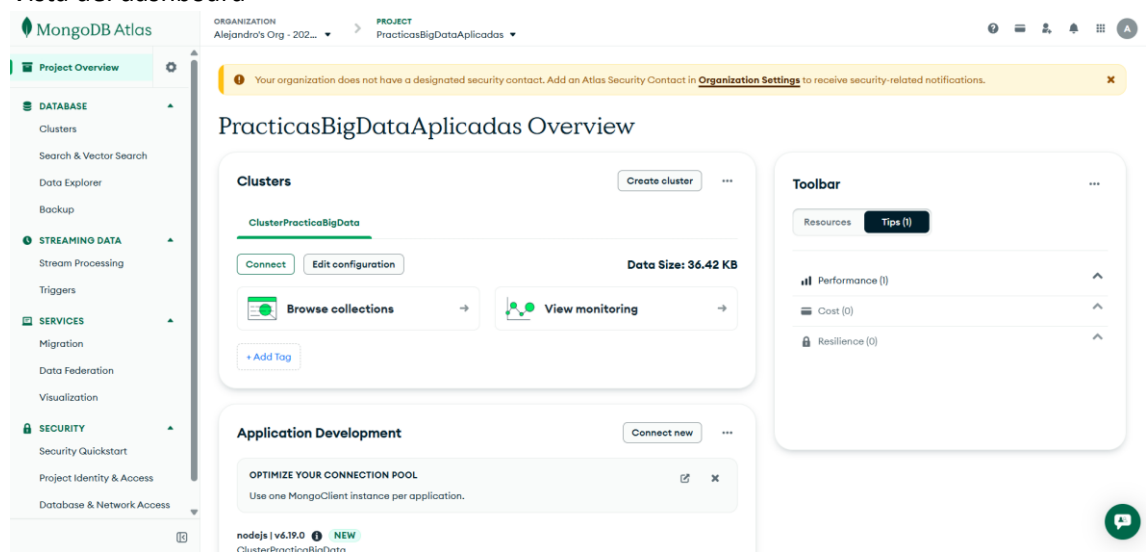 Vista del dashboard
MongoDB Atlas
ORGANIZATION
Alejandro's Org - 202...
PROJECT
PracticasBigDataAplicadas
A
Project Overview
DATABASE
Clusters
Search & Vector Search
Data Explorer
Backup
STREAMING DATA
Stream Processing
Triggers
SERVICES
Migration
Data Federation
Visualization
SECURITY
Security Quickstart
Project Identity & Access
Database & Network Access
Your organization does not have a designated security contact. Add an Atlas Security Contact in Organization Settings to receive security-related notifications.
PracticasBigDataAplicadas Overview
Clusters
Create cluster
ClusterPracticaBigData
Connect
Edit configuration
Data Size: 36.42 KB
Browse collections
View monitoring
+ Add Tag
Application Development
Connect new
OPTIMIZE YOUR CONNECTION POOL
Use one MongoClient instance per application.
nodejs | v6.19.0 NEW
ClusterPracticaBigData
Toolbar
Resources
Tips (1)
Performance (1)
Cost (0)
Resilience (0)